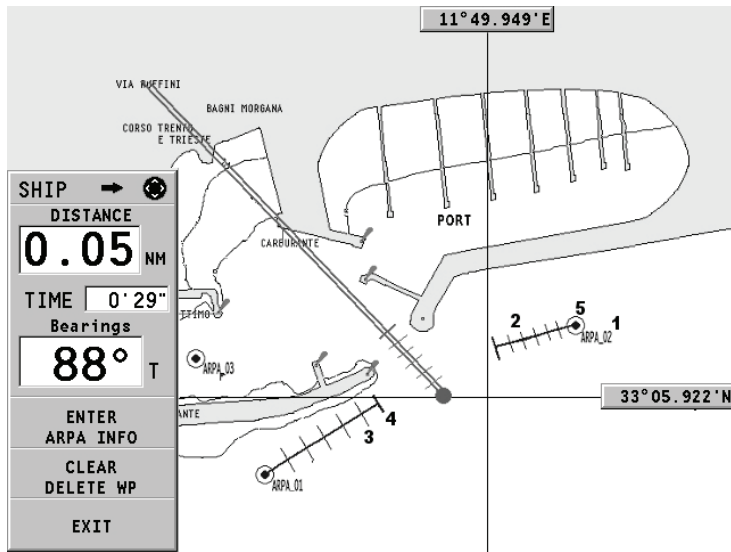 11°49.949'E
VIA RUFFINI
BAGNI MORGANA
CORSO TRENTO
E TRIESTE
PORT
CARBURANTE
SHIP
DISTANCE
0.05 NM
TIME 0'29"
Bearings
88° T
ENTER
ARPA INFO
CLEAR
DELETE WP
EXIT
TTIMO
ARPA_03
ANTE
2
5
1
ARPA_02
33°05.922'N
4
3
ARPA_01